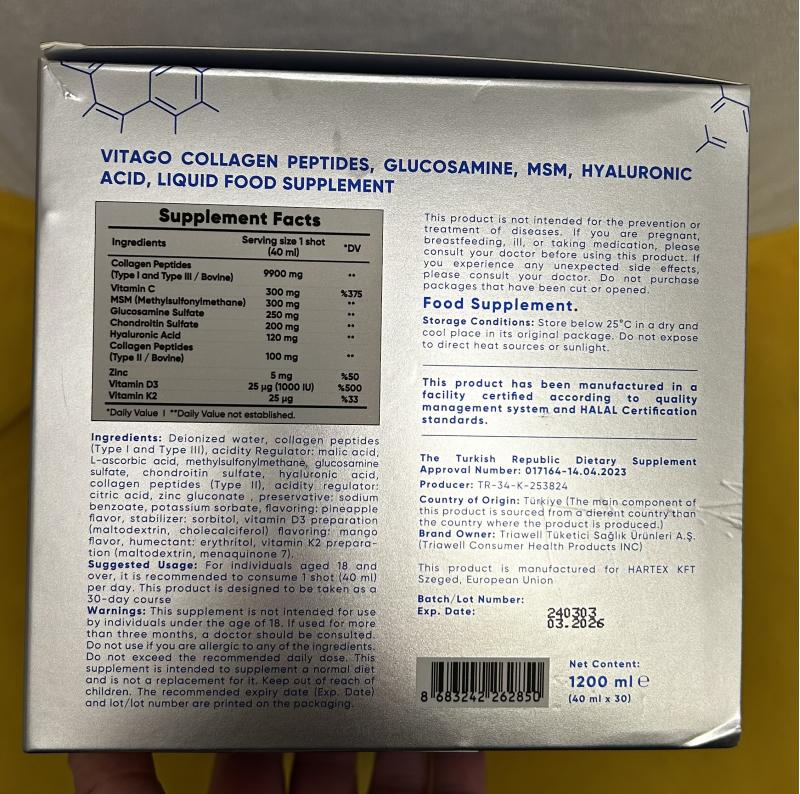 VITAGO COLLAGEN PEPTIDES, GLUCOSAMINE, MSM, HYALURONIC
ACID, LIQUID FOOD SUPPLEMENT
Supplement Facts
Ingredients Serving size 1 shot (40 ml) *DV
Collagen Peptides
(Type I and Type III / Bovine) 9900 mg **
Vitamin C 300 mg %375
MSM (Methylsulfonylmethane) 300 mg **
Glucosamine Sulfate 250 mg **
Chondroitin Sulfate 200 mg **
Hyaluronic Acid 120 mg **
Collagen Peptides
(Type II / Bovine) 100 mg **
Zinc 5 mg %50
Vitamin D3 25 µg (1000 IU) %500
Vitamin K2 25 µg %33
*Daily Value I **Daily Value not established.
Ingredients: Deionized water, collagen peptides
(Type I and Type III), acidity Regulator: malic acid,
L-ascorbic acid, methylsulfonylmethane, glucosamine
sulfate, chondroitin sulfate, hyaluronic acid,
collagen peptides (Type II), acidity regulator:
citric acid, zinc gluconate , preservative: sodium
benzoate, potassium sorbate, flavoring: pineapple
flavor, stabilizer: sorbitol, vitamin D3 preparation
(maltodextrin, cholecalciferol) flavoring: mango
flavor, humectant: erythritol, vitamin K2 prepara-
tion (maltodextrin, menaquinone 7).
Suggested Usage: For individuals aged 18 and
over, it is recommended to consume 1 shot (40 ml)
per day. This product is designed to be taken as a
30-day course
Warnings: This supplement is not intended for use
by individuals under the age of 18. If used for more
than three months, a doctor should be consulted.
Do not use if you are allergic to any of the ingredients.
Do not exceed the recommended daily dose. This
supplement is intended to supplement a normal diet
and is not a replacement for it. Keep out of reach of
children. The recommended expiry date (Exp. Date)
and lot/lot number are printed on the packaging.
This product is not intended for the prevention or
treatment of diseases. If you are pregnant,
breastfeeding, ill, or taking medication, please
consult your doctor before using this product. If
you experience any unexpected side effects,
please consult your doctor. Do not purchase
packages that have been cut or opened.
Food Supplement.
Storage Conditions: Store below 25°C in a dry and
cool place in its original package. Do not expose
to direct heat sources or sunlight.
This product has been manufactured in a
facility certified according to quality
management system and HALAL Certification
standards.
The Turkish Republic Dietary Supplement
Approval Number: 017164-14.04.2023
Producer: TR-34-K-253824
Country of Origin: Türkiye (The main component of
this product is sourced from a dierent country than
the country where the product is produced.)
Brand Owner: Triawell Tüketici Sağlık Ürünleri A.Ş.
(Triawell Consumer Health Products INC)
This product is manufactured for HARTEX KFT
Szeged, European Union
Batch/Lot Number: 240303
Exp. Date: 03.2026
8 683242 262850
Net Content:
1200 ml e
(40 ml x 30)